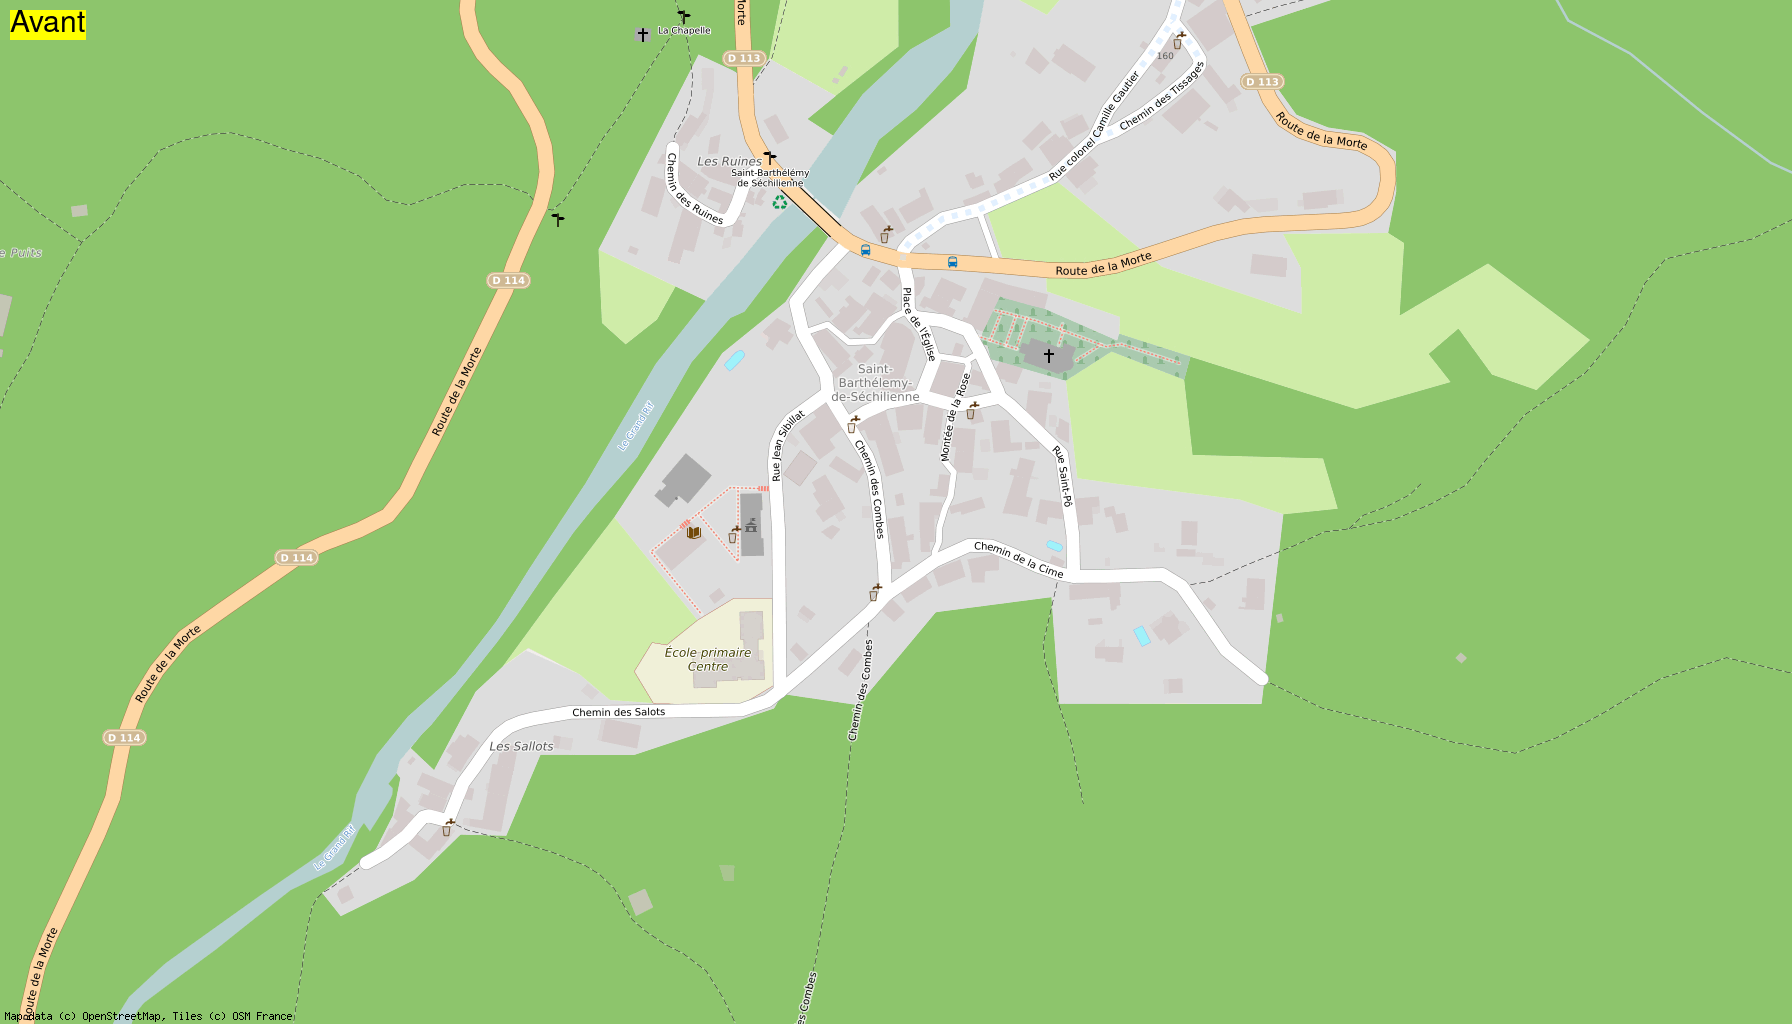 Avant
Morte
La Chapelle
D 113
160
Rue colonel Camille Gautier
Chemin des Tissages
D 113
Route de la Morte
Les Ruines
Saint-Barthélémy
de Séchilienne
Chemin des Ruines
Puits
D 114
Route de la Morte
Place de l'Église
Route de la Morte
Saint-
Barthélemy-
de-Séchilienne
Le Grand Rif
Rue Jean Sibillat
Montée de la Rose
Chemin des Combes
Rue Saint-Pô
D 114
Chemin de la Cime
Route de la Morte
École primaire
Centre
Chemin des Combes
Chemin des Salots
D 114
Les Sallots
Le Grand Rif
Route de la Morte
es Combes
Mapdata (c) OpenStreetMap, Tiles (c) OSM France